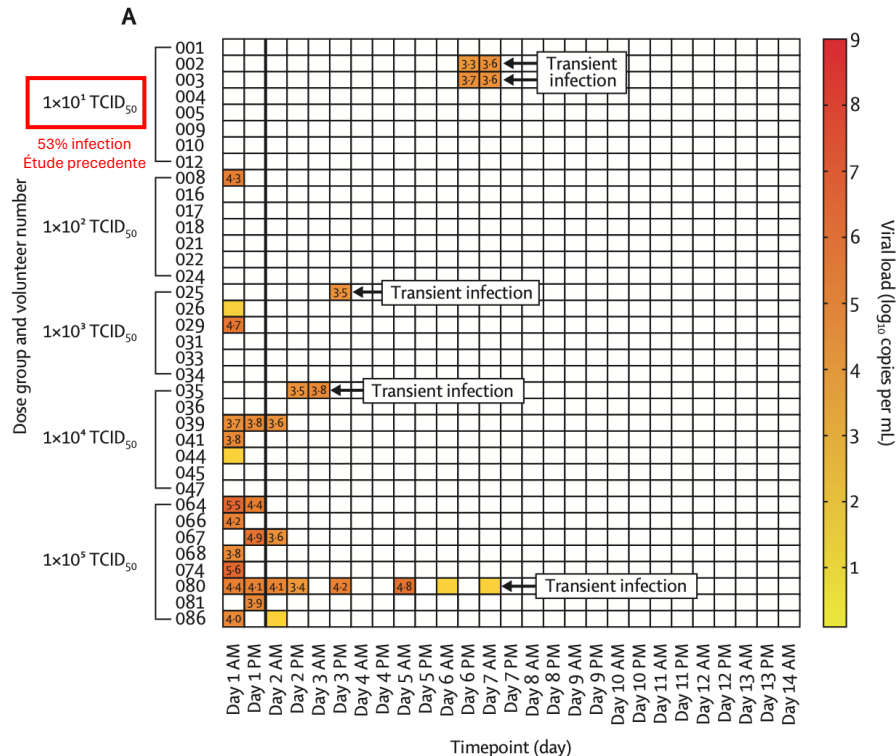 A
Dose group and volunteer number
1×10¹ TCID₅₀
53% infection
Étude precedente
1×10² TCID₅₀
1×10³ TCID₅₀
1×10⁴ TCID₅₀
1×10⁵ TCID₅₀
001
002 3·3 3·6 Transient
003 3·7 3·6 infection
004
005
009
010
012
008 4·3
016
017
018
021
022
024
025 3·5 Transient infection
026
029 4·7
031
033
034
035 3·5 3·8 Transient infection
036
039 3·7 3·8 3·6
041 3·8
044
045
047
064 5·5 4·4
066 4·2
067 4·9 3·6
068 3·8
074 5·6
080 4·4 4·1 4·1 3·4 4·2 4·8 Transient infection
081 3·9
086 4·0
Day 1 AM
Day 1 PM
Day 2 AM
Day 2 PM
Day 3 AM
Day 3 PM
Day 4 AM
Day 4 PM
Day 5 AM
Day 5 PM
Day 6 AM
Day 6 PM
Day 7 AM
Day 7 PM
Day 8 AM
Day 8 PM
Day 9 AM
Day 9 PM
Day 10 AM
Day 10 PM
Day 11 AM
Day 11 PM
Day 12 AM
Day 12 PM
Day 13 AM
Day 13 PM
Day 14 AM
Timepoint (day)
9
8
7
6
5
4
3
2
1
Viral load (log₁₀ copies per mL)